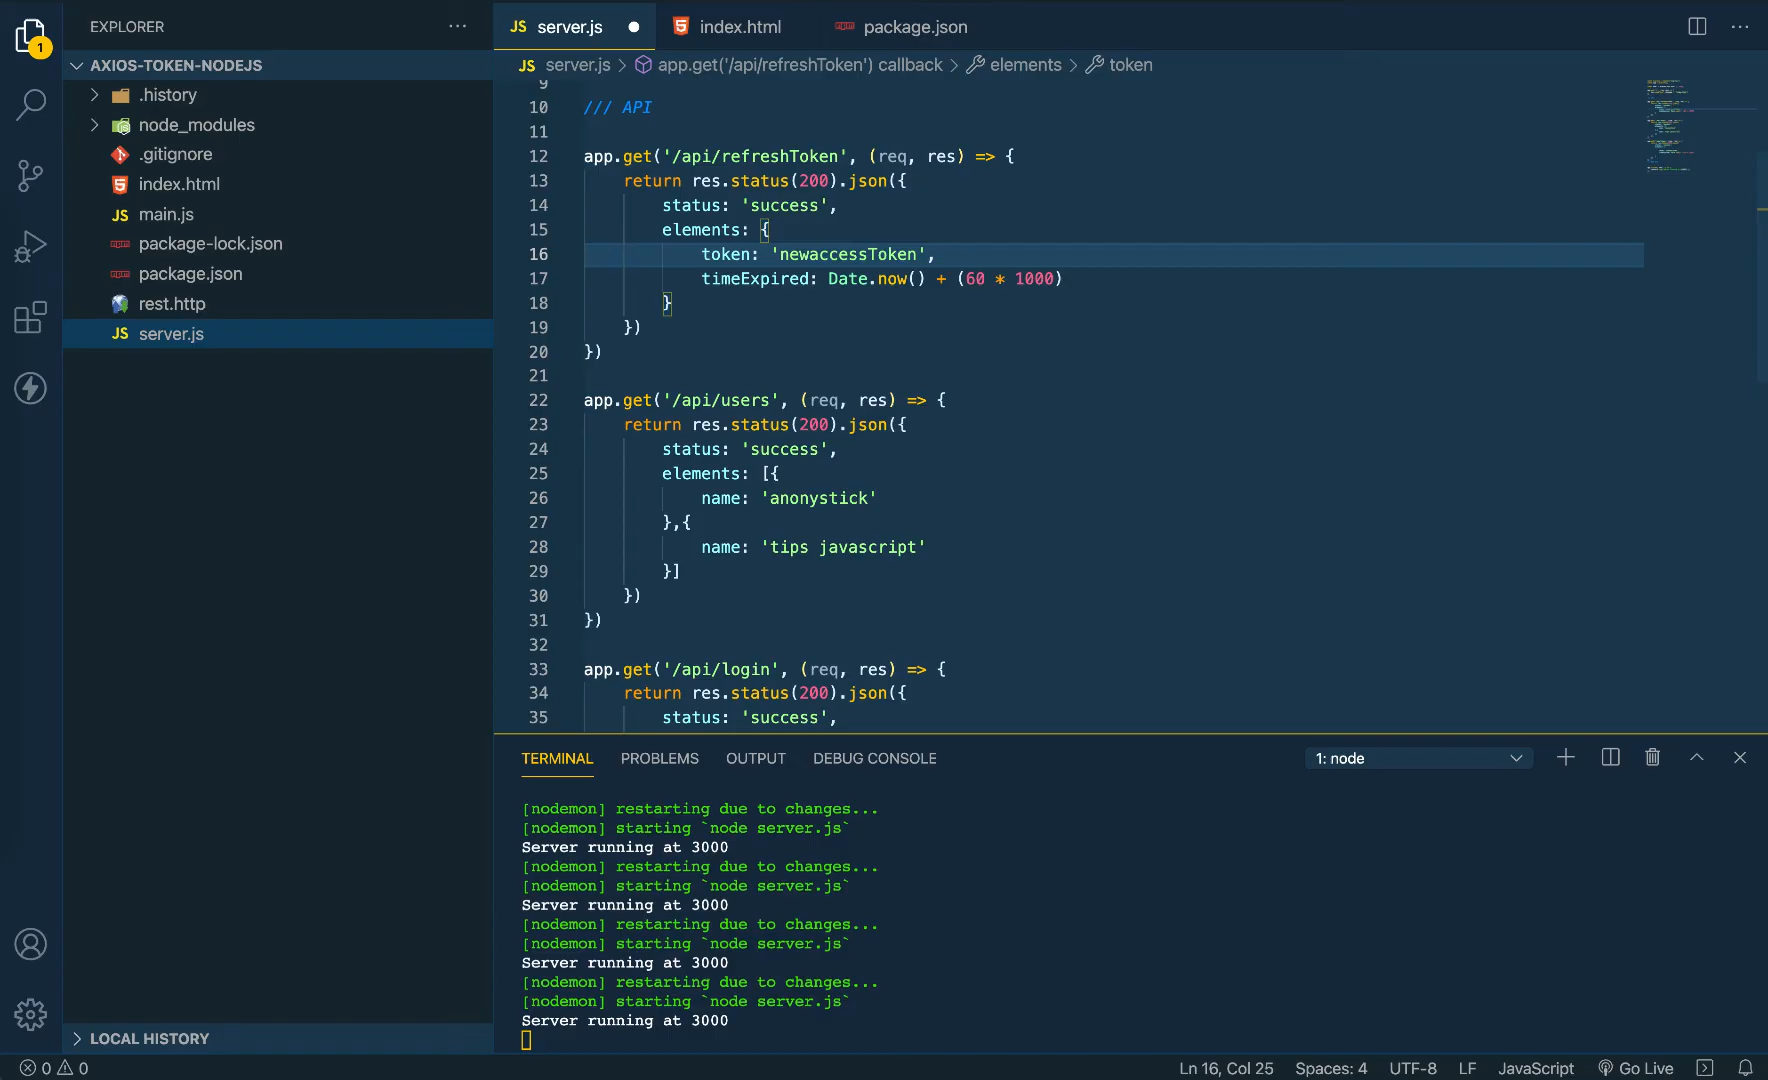 EXPLORER
1
AXIOS-TOKEN-NODEJS
.history
node_modules
.gitignore
index.html
JS main.js
package-lock.json
package.json
rest.http
JS server.js
LOCAL HISTORY
JS server.js
index.html
package.json
JS server.js > app.get('/api/refreshToken') callback > elements > token
9
10 /// API
11
12 app.get('/api/refreshToken', (req, res) => {
13 return res.status(200).json({
14 status: 'success',
15 elements: {
16 token: 'newaccessToken',
17 timeExpired: Date.now() + (60 * 1000)
18 }
19 })
20 })
21
22 app.get('/api/users', (req, res) => {
23 return res.status(200).json({
24 status: 'success',
25 elements: [{
26 name: 'anonystick'
27 },{
28 name: 'tips javascript'
29 }]
30 })
31 })
32
33 app.get('/api/login', (req, res) => {
34 return res.status(200).json({
35 status: 'success',
TERMINAL PROBLEMS OUTPUT DEBUG CONSOLE 1: node
[nodemon] restarting due to changes...
[nodemon] starting `node server.js`
Server running at 3000
[nodemon] restarting due to changes...
[nodemon] starting `node server.js`
Server running at 3000
[nodemon] restarting due to changes...
[nodemon] starting `node server.js`
Server running at 3000
[nodemon] restarting due to changes...
[nodemon] starting `node server.js`
Server running at 3000
0 0 Ln 16, Col 25 Spaces: 4 UTF-8 LF JavaScript Go Live